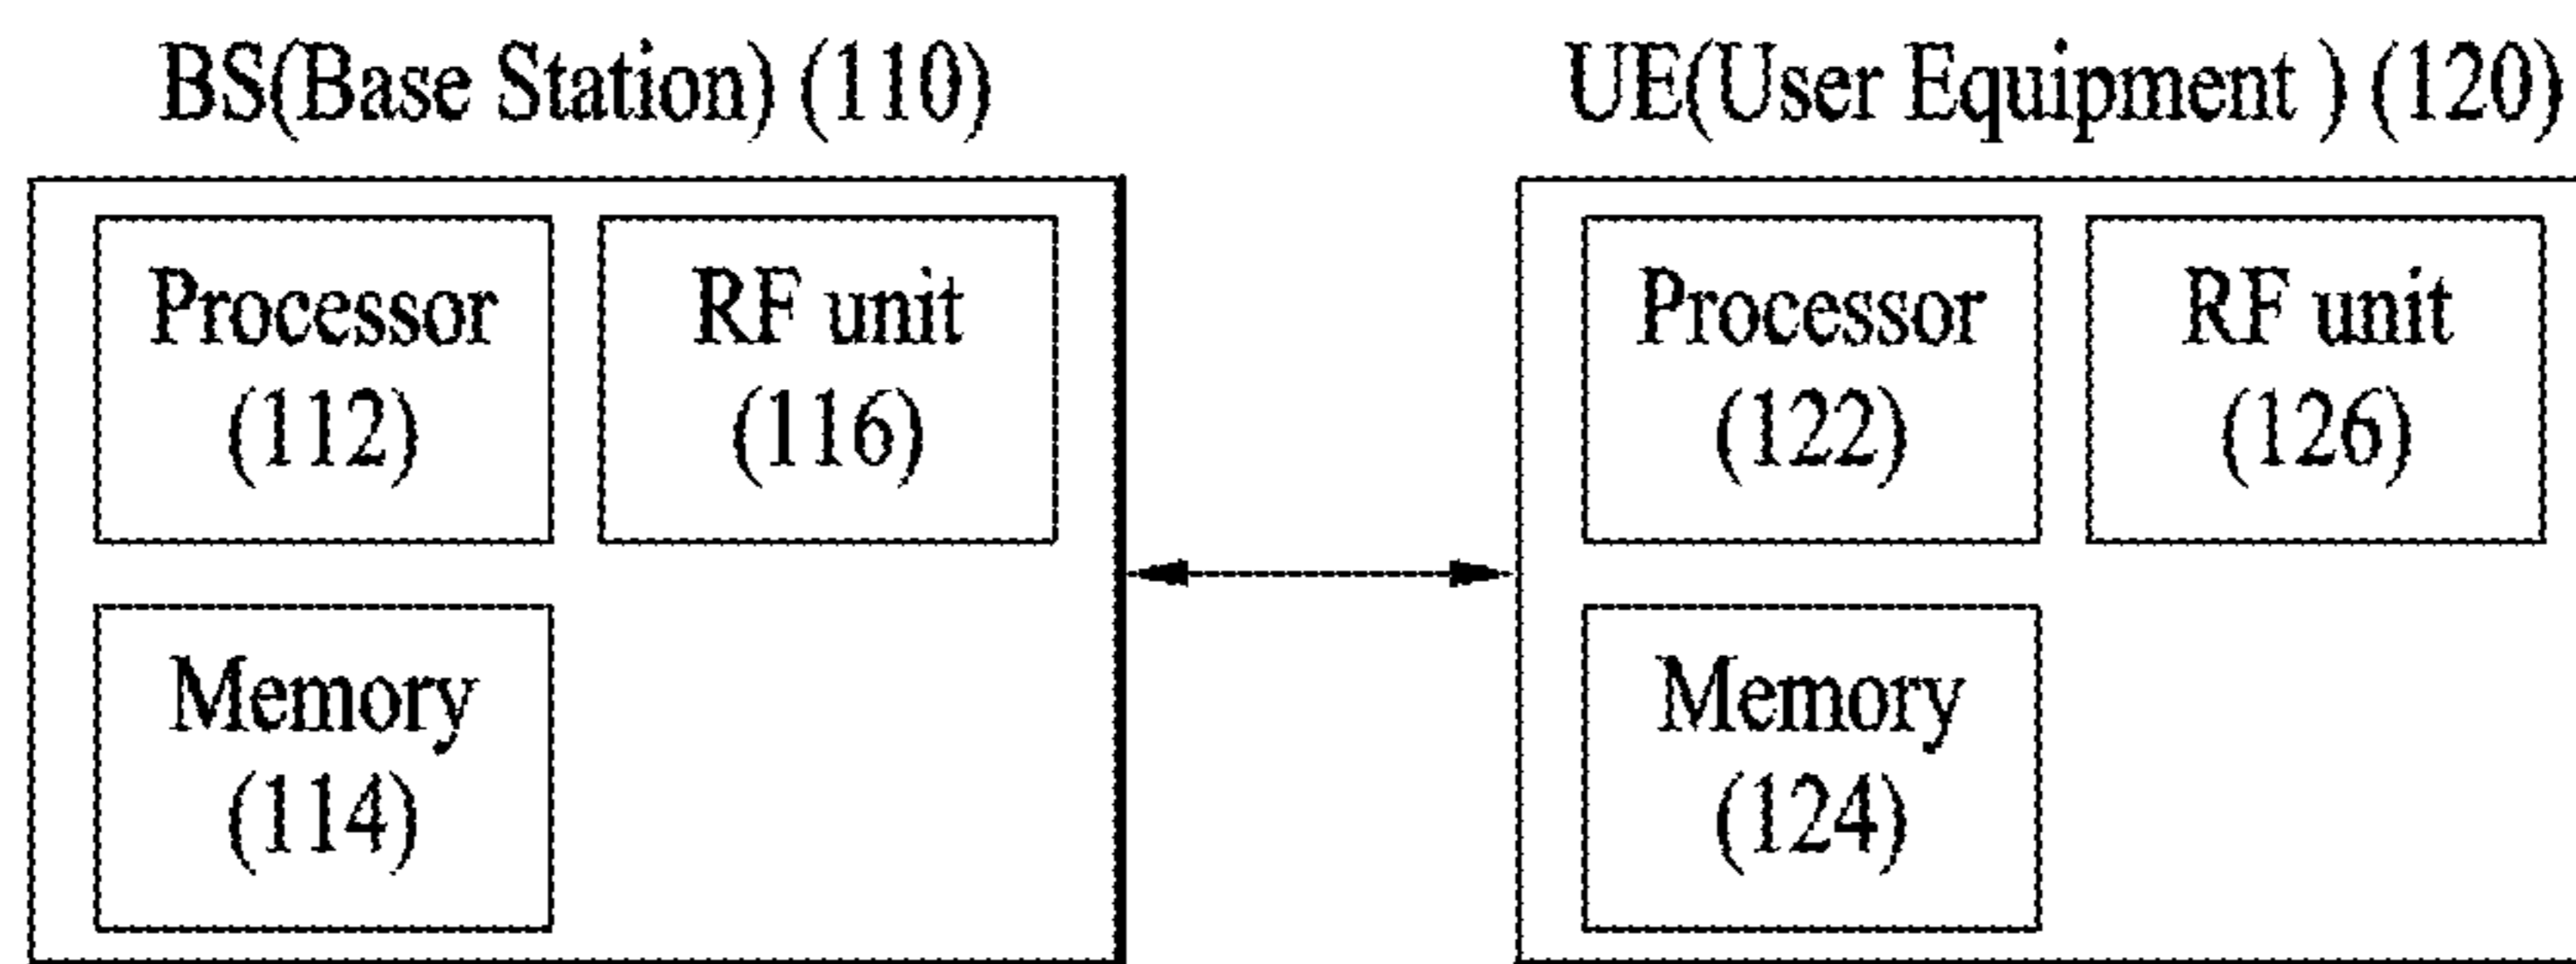 BS(Base Station) (110)
Processor
(112)
RF unit
(116)
Memory
(114)
UE(User Equipment ) (120)
Processor
(122)
RF unit
(126)
Memory
(124)